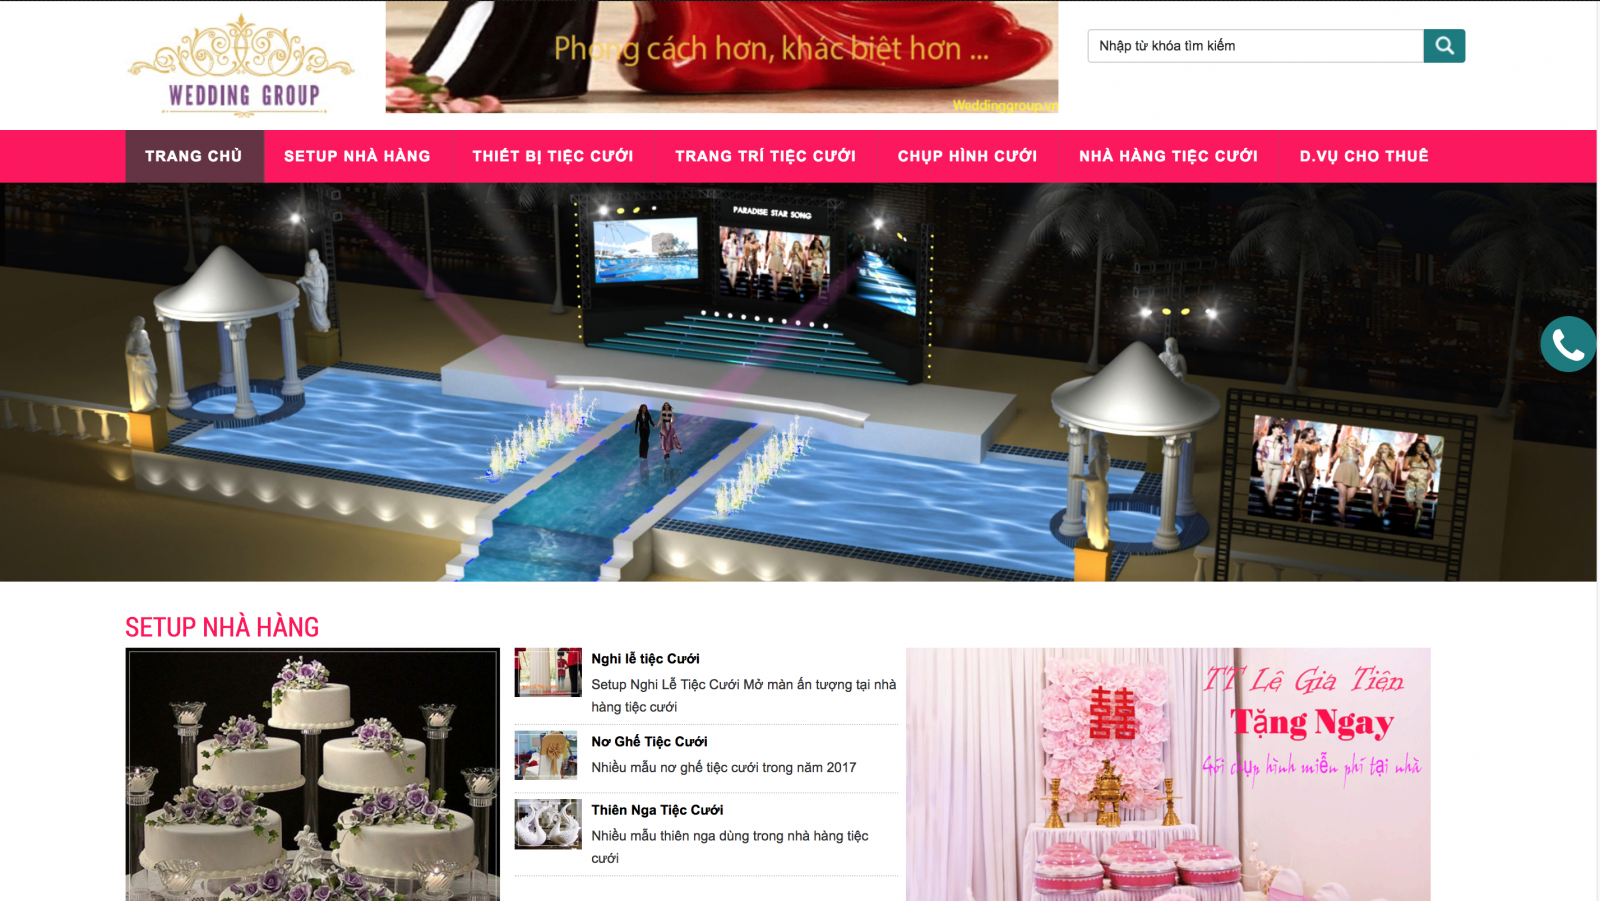 WEDDING GROUP
Phong cách hơn, khác biệt hơn ...
Weddinggroup.vn
Nhập từ khóa tìm kiếm
TRANG CHỦ
SETUP NHÀ HÀNG
THIẾT BỊ TIỆC CƯỚI
TRANG TRÍ TIỆC CƯỚI
CHỤP HÌNH CƯỚI
NHÀ HÀNG TIỆC CƯỚI
D.VỤ CHO THUÊ
PARADISE STAR SONG
SETUP NHÀ HÀNG
Nghi lễ tiệc Cưới
Setup Nghi Lễ Tiệc Cưới Mở màn ấn tượng tại nhà
hàng tiệc cưới
Nơ Ghế Tiệc Cưới
Nhiều mẫu nơ ghế tiệc cưới trong năm 2017
Thiên Nga Tiệc Cưới
Nhiều mẫu thiên nga dùng trong nhà hàng tiệc
cưới
TT Lê Gia Tiên
Tặng Ngay
Gói chụp hình miễn phí tại nhà
囍